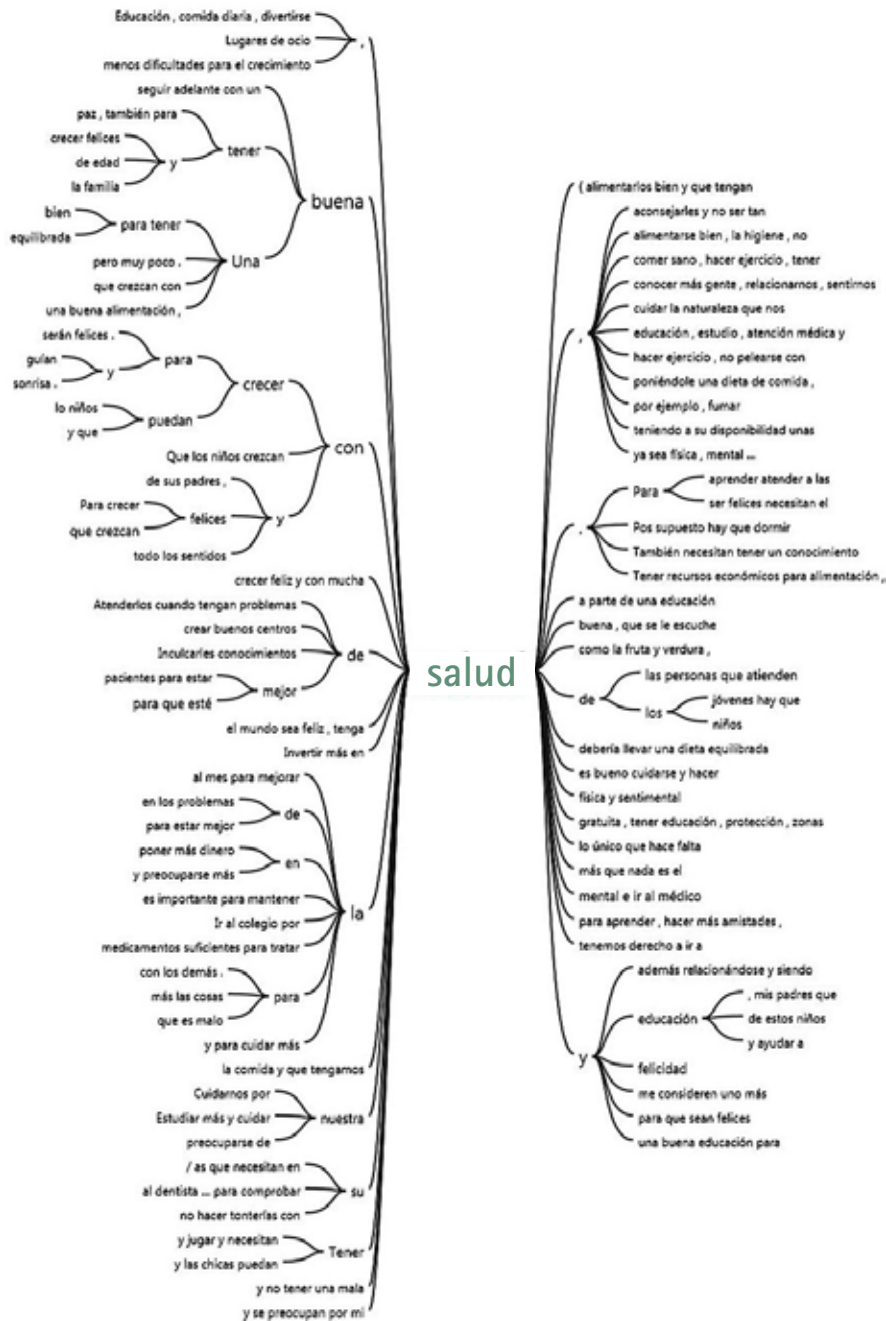 Educación , comida diaria , divertirse
Lugares de ocio
menos dificultades para el crecimiento
,
seguir adelante con un
paz , también para
crecer felices
de edad
la familia
y
tener
bien
equilibrada
para tener
pero muy poco .
que crezcan con
una buena alimentación ,
Una
buena
serán felices .
guían
sonrisa .
y
para
lo niños
y que
puedan
crecer
Que los niños crezcan
de sus padres ,
Para crecer
que crezcan
felices
todo los sentidos
y
con
crecer feliz y con mucha
Atenderlos cuando tengan problemas
crear buenos centros
Inculcarles conocimientos
pacientes para estar
para que esté
mejor
de
el mundo sea feliz , tenga
Invertir más en
al mes para mejorar
en los problemas
para estar mejor
de
poner más dinero
y preocuparse más
en
es importante para mantener
Ir al colegio por
medicamentos suficientes para tratar
con los demás .
más las cosas
que es malo
para
y para cuidar más
la
la comida y que tengamos
Cuidarnos por
Estudiar más y cuidar
preocuparse de
nuestra
/ as que necesitan en
al dentista ... para comprobar
no hacer tonterías con
su
y jugar y necesitan
y las chicas puedan
Tener
y no tener una mala
y se preocupan por mi
salud
( alimentarlos bien y que tengan
,
aconsejarles y no ser tan
alimentarse bien , la higiene , no
comer sano , hacer ejercicio , tener
conocer más gente , relacionarnos , sentirnos
cuidar la naturaleza que nos
educación , estudio , atención médica y
hacer ejercicio , no pelearse con
poniéndole una dieta de comida ,
por ejemplo , fumar
teniendo a su disponibilidad unas
ya sea física , mental ...
.
Para
aprender atender a las
ser felices necesitan el
Pos supuesto hay que dormir
También necesitan tener un conocimiento
Tener recursos económicos para alimentación ,
a parte de una educación
buena , que se le escuche
como la fruta y verdura ,
de
las personas que atienden
los
jóvenes hay que
niños
debería llevar una dieta equilibrada
es bueno cuidarse y hacer
física y sentimental
gratuita , tener educación , protección , zonas
lo único que hace falta
más que nada es el
mental e ir al médico
para aprender , hacer más amistades ,
tenemos derecho a ir a
y
además relacionándose y siendo
educación
, mis padres que
de estos niños
y ayudar a
felicidad
me consideren uno más
para que sean felices
una buena educación para